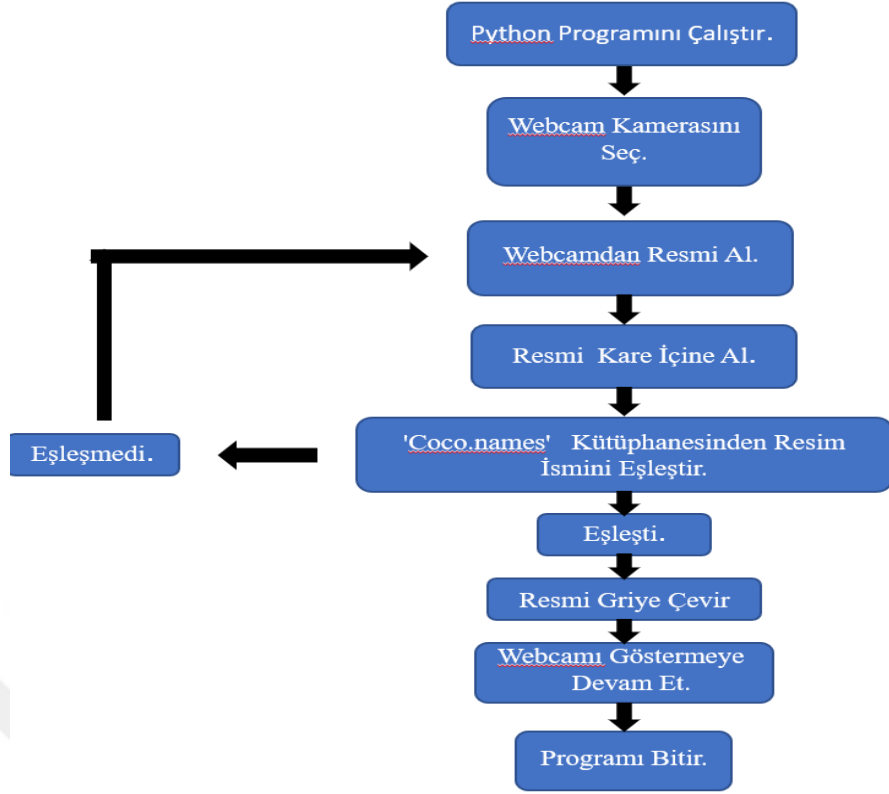 Python Programını Çalıştır.
Webcam Kamerasını
Seç.
Webcamdan Resmi Al.
Resmi Kare İçine Al.
'Coco.names' Kütüphanesinden Resim
İsmini Eşleştir.
Eşleşmedi.
Eşleşti.
Resmi Griye Çevir
Webcamı Göstermeye
Devam Et.
Programı Bitir.